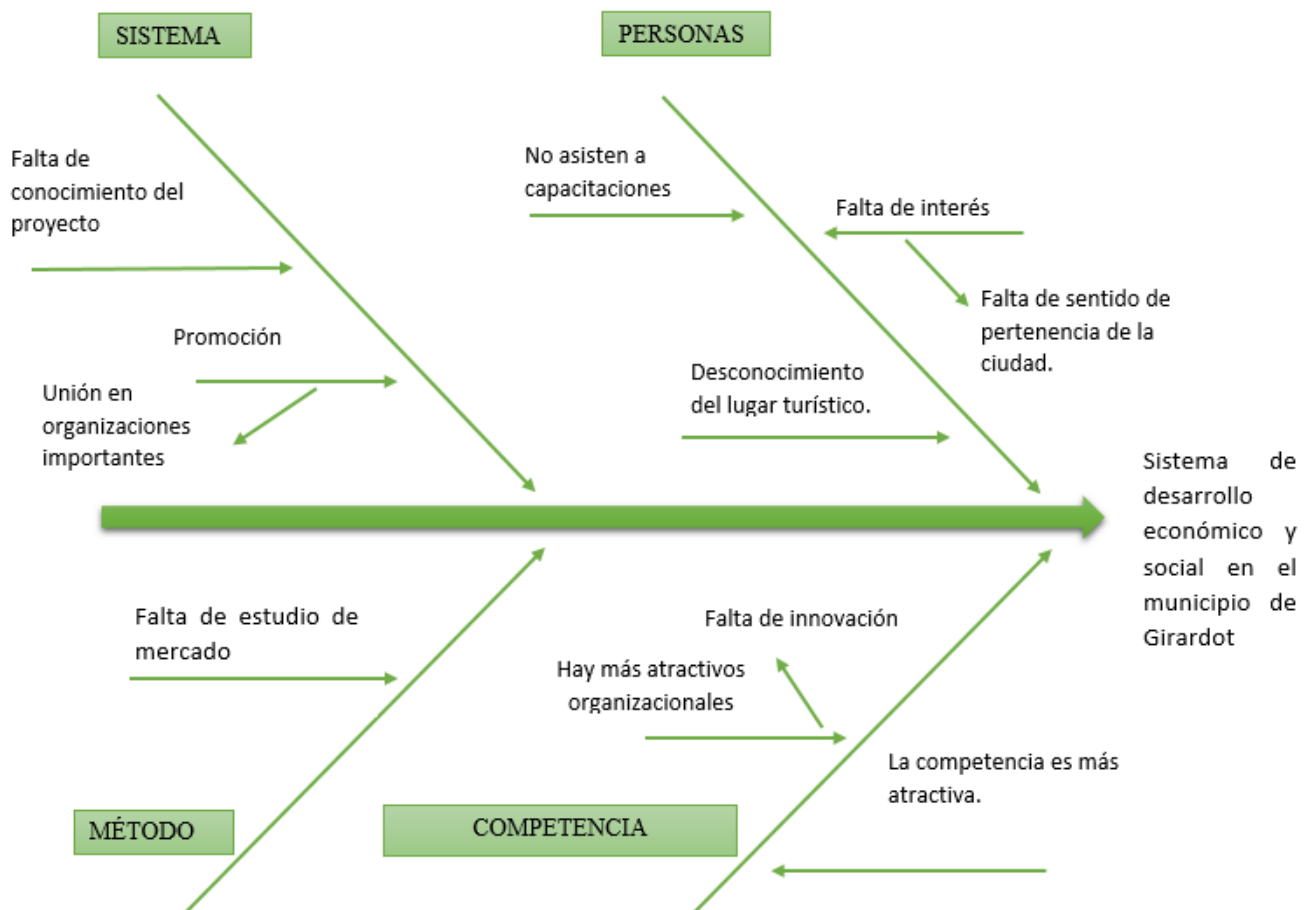 SISTEMA
PERSONAS
Falta de
conocimiento del
proyecto
No asisten a
capacitaciones
Falta de interés
Falta de sentido de
pertenencia de la
ciudad.
Promoción
Unión en
organizaciones
importantes
Desconocimiento
del lugar turístico.
Sistema de
desarrollo
económico y
social en el
municipio de
Girardot
Falta de estudio de
mercado
Falta de innovación
Hay más atractivos
organizacionales
La competencia es más
atractiva.
MÉTODO
COMPETENCIA